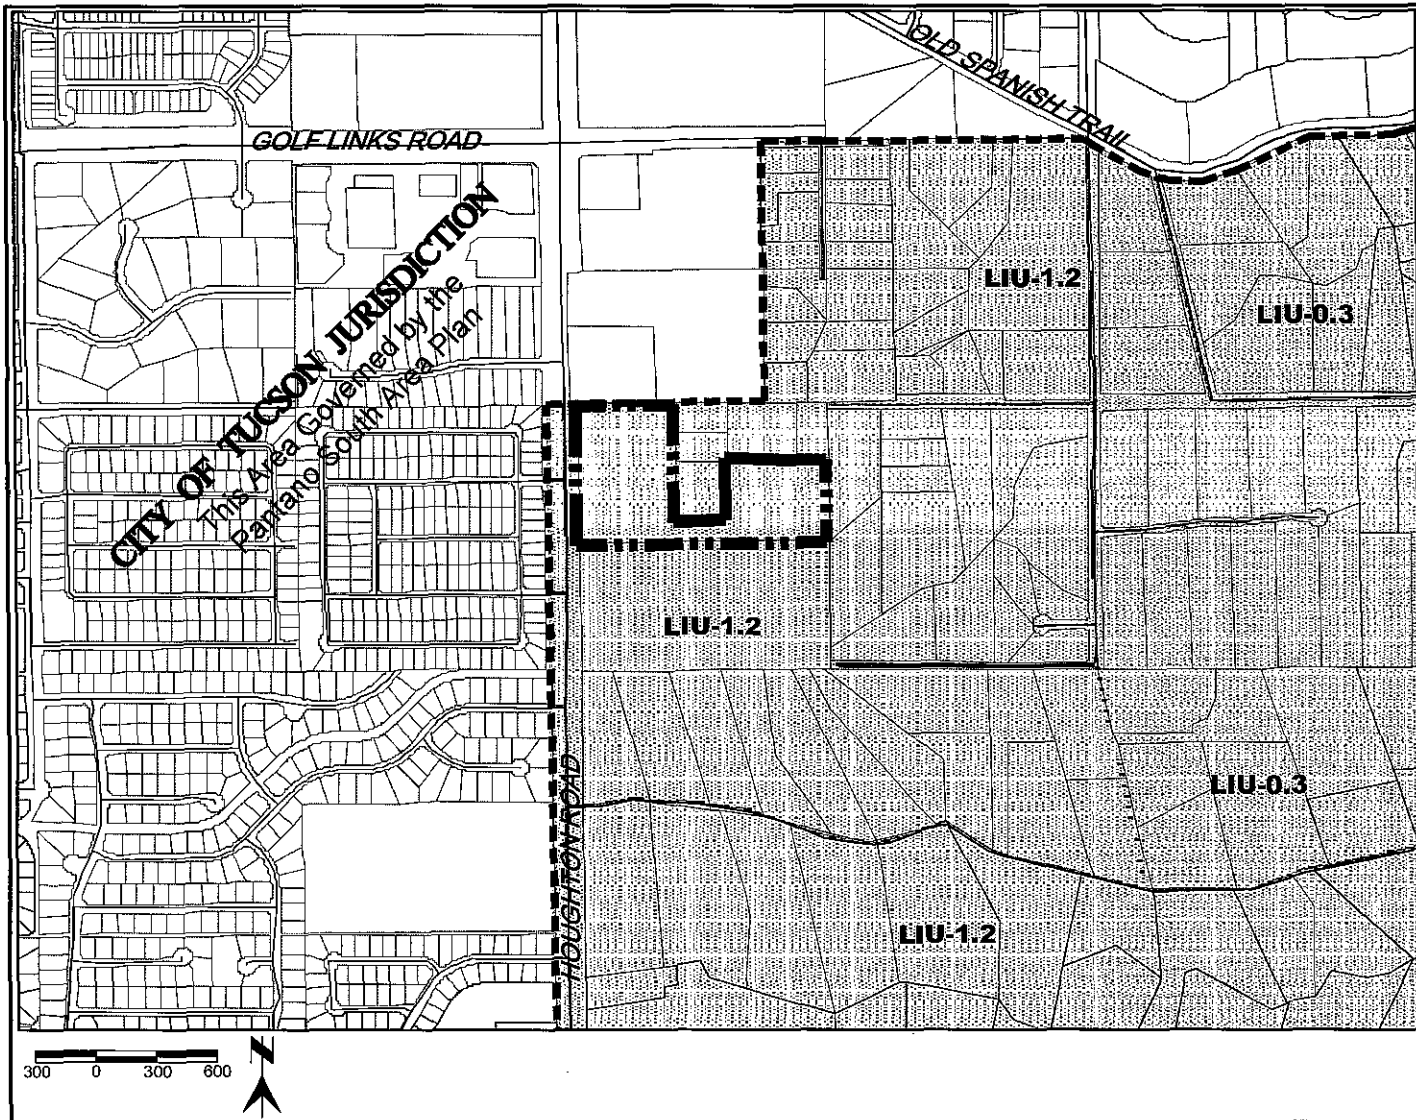 OLD SPANISH TRAIL
GOLF LINKS ROAD
CITY OF TUCSON JURISDICTION
This Area Governed by the
Pantano South Area Plan
LIU-1.2
LIU-0.3
LIU-1.2
LIU-0.3
HOUGHTON ROAD
LIU-1.2
300 0 300 600
N